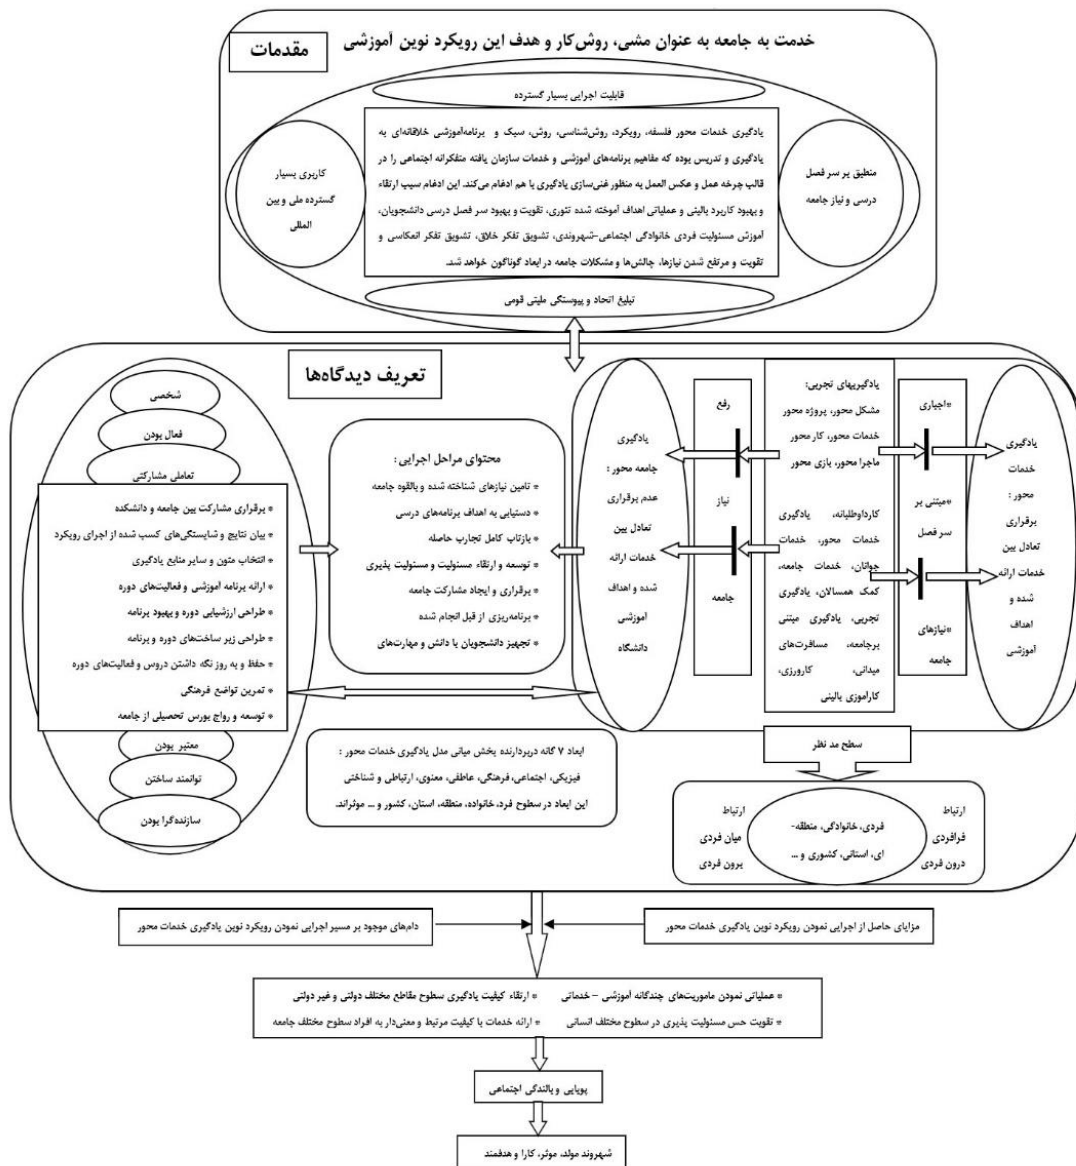 خدمت به جامعه به عنوان مشی، روش‌کار و هدف این رویکرد نوین آموزشی
مقدمات
قابلیت اجرایی بسیار گسترده
یادگیری خدمات محور فلسفه، رویکرد، روش‌شناسی، روش، سبک و برنامه‌آموزشی خلاقانه‌ای به
یادگیری و تدریس بوده که مفاهیم برنامه‌های آموزشی و خدمات سازمان یافته متفکرانه اجتماعی را در
قالب چرخه عمل و عکس العمل به منظور غنی‌سازی یادگیری با هم ادغام می‌کند. این ادغام سبب ارتقاء
و بهبود کاربرد بالینی و عملیاتی اهداف آموخته شده تئوری، تقویت و بهبود سر فصل درسی دانشجویان،
آموزش مسئولیت فردی خانوادگی اجتماعی-شهروندی، تشویق تفکر خلاق، تشویق تفکر انعکاسی و
تقویت و مرتفع شدن نیازها، چالش‌ها و مشکلات جامعه در ابعاد گوناگون خواهد شد.
منطبق بر سر فصل
درسی و نیاز جامعه
کاربری بسیار
گسترده ملی و بین
المللی
تبلیغ اتحاد و پیوستگی ملیتی قومی
تعریف دیدگاه‌ها
یادگیری
خدمات
محور :
برقراری
تعادل بین
خدمات ارائه
شده و
اهداف
آموزشی
*اجباری
*مبتنی بر
سر فصل
*نیازهای
جامعه
یادگیریهای تجربی:
مشکل محور، پروژه محور
خدمات محور، کار محور
ماجرا محور، بازی محور
کارداوطلبانه، یادگیری
خدمات محور، خدمات
جوانان، خدمات جامعه،
کمک همسالان، یادگیری
تجربی، یادگیری مبتنی
برجامعه، مسافرت‌های
میدانی، کارورزی،
کارآموزی بالینی
رفع
نیاز
جامعه
یادگیری
جامعه محور :
عدم برقراری
تعادل بین
خدمات ارائه
شده و اهداف
آموزشی
دانشگاه
محتوای مراحل اجرایی :
* تامین نیازهای شناخته شده و بالقوه جامعه
* دستیابی به اهداف برنامه‌های درسی
* بازتاب کامل تجارب حاصله
* توسعه و ارتقاء مسئولیت و مسئولیت پذیری
* برقراری و ایجاد مشارکت جامعه
* برنامه‌ریزی از قبل انجام شده
* تجهیز دانشجویان با دانش و مهارت‌های
شخصی
فعال بودن
تعاملی مشارکتی
* برقراری مشارکت بین جامعه و دانشکده
* بیان نتایج و شایستگی‌های کسب شده از اجرای رویکرد
* انتخاب متون و سایر منابع یادگیری
* ارائه برنامه آموزشی و فعالیت‌های دوره
* طراحی ارزشیابی دوره و بهبود برنامه
* طراحی زیر ساخت‌های دوره و برنامه
* حفظ و به روز نگه داشتن دروس و فعالیت‌های دوره
* تمرین تواضع فرهنگی
* توسعه و رواج بورس تحصیلی از جامعه
معتبر بودن
توانمند ساختن
سازنده‌گرا بودن
ابعاد ۷ گانه دربردارنده بخش میانی مدل یادگیری خدمات محور :
فیزیکی، اجتماعی، فرهنگی، عاطفی، معنوی، ارتباطی و شناختی
این ابعاد در سطوح فرد، خانواده، منطقه، استان، کشور و ... موثراند.
سطح مد نظر
ارتباط
فرافردی
درون فردی
فردی، خانوادگی، منطقه-
ای، استانی، کشوری و ...
ارتباط
میان فردی
برون فردی
مزایای حاصل از اجرایی نمودن رویکرد نوین یادگیری خدمات محور
دام‌های موجود بر مسیر اجرایی نمودن رویکرد نوین یادگیری خدمات محور
* عملیاتی نمودن ماموریت‌های چندگانه آموزشی – خدماتی * ارتقاء کیفیت یادگیری سطوح مقاطع مختلف دولتی و غیر دولتی
* تقویت حس مسئولیت پذیری در سطوح مختلف انسانی * ارائه خدمات با کیفیت مرتبط و معنی‌دار به افراد سطوح مختلف جامعه
پویایی و بالندگی اجتماعی
شهروند مولد، موثر، کارا و هدفمند